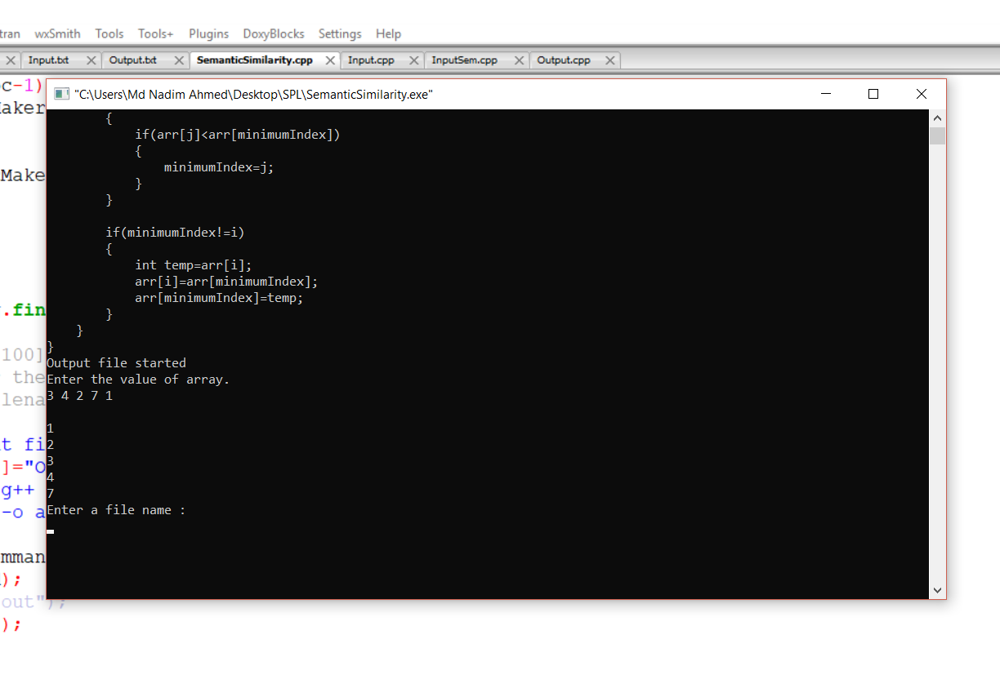 tran wxSmith Tools Tools+ Plugins DoxyBlocks Settings Help
Input.txt Output.txt SemanticSimilarity.cpp Input.cpp InputSem.cpp Output.cpp
c-1)
"C:\Users\Md Nadim Ahmed\Desktop\SPL\SemanticSimilarity.exe"
aker
{
if(arr[j]<arr[minimumIndex])
{
Make
minimumIndex=j;
}
}
if(minimumIndex!=i)
{
int temp=arr[i];
arr[i]=arr[minimumIndex];
arr[minimumIndex]=temp;
.fin
}
}
}
100]
Output file started
the
Enter the value of array.
lena
3 4 2 7 1
1
t fi
2
]="O
3
4
g++
7
-o a
Enter a file name :
mman
);
out");
);